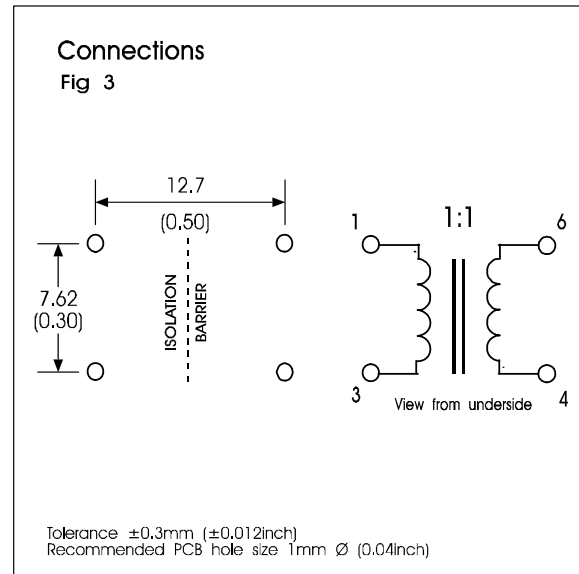 Connections
Fig 3
12.7
(0.50)
7.62
(0.30)
ISOLATION
BARRIER
1
1:1
6
3
4
View from underside
Tolerance ±0.3mm (±0.012inch)
Recommended PCB hole size 1mm Ø (0.04inch)